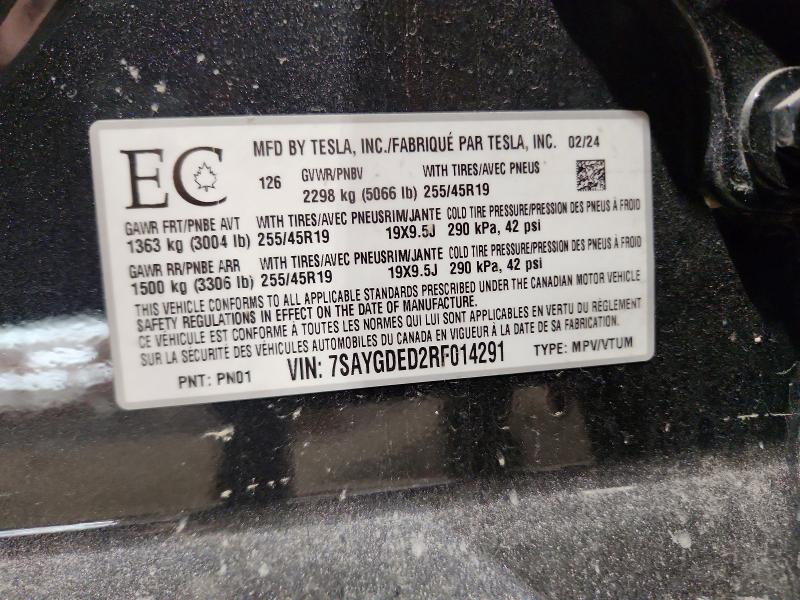 EC
MFD BY TESLA, INC./FABRIQUÉ PAR TESLA, INC. 02/24
126 GVWR/PNBV WITH TIRES/AVEC PNEUS
2298 kg (5066 lb) 255/45R19
GAWR FRT/PNBE AVT WITH TIRES/AVEC PNEUS RIM/JANTE COLD TIRE PRESSURE/PRESSION DES PNEUS À FROID
1363 kg (3004 lb) 255/45R19 19X9.5J 290 kPa, 42 psi
GAWR RR/PNBE ARR WITH TIRES/AVEC PNEUS RIM/JANTE COLD TIRE PRESSURE/PRESSION DES PNEUS À FROID
1500 kg (3306 lb) 255/45R19 19X9.5J 290 kPa, 42 psi
THIS VEHICLE CONFORMS TO ALL APPLICABLE STANDARDS PRESCRIBED UNDER THE CANADIAN MOTOR VEHICLE
SAFETY REGULATIONS IN EFFECT ON THE DATE OF MANUFACTURE.
CE VEHICULE EST CONFORME À TOUTES LES NORMES QUI LUI SONT APPLICABLES EN VERTU DU RÈGLEMENT
SUR LA SÉCURITÉ DES VEHICULES AUTOMOBILES DU CANADA EN VIGUEUR À LA DATE DE SA FABRICATION.
PNT: PN01 VIN: 7SAYGDED2RF014291 TYPE: MPV/VTUM